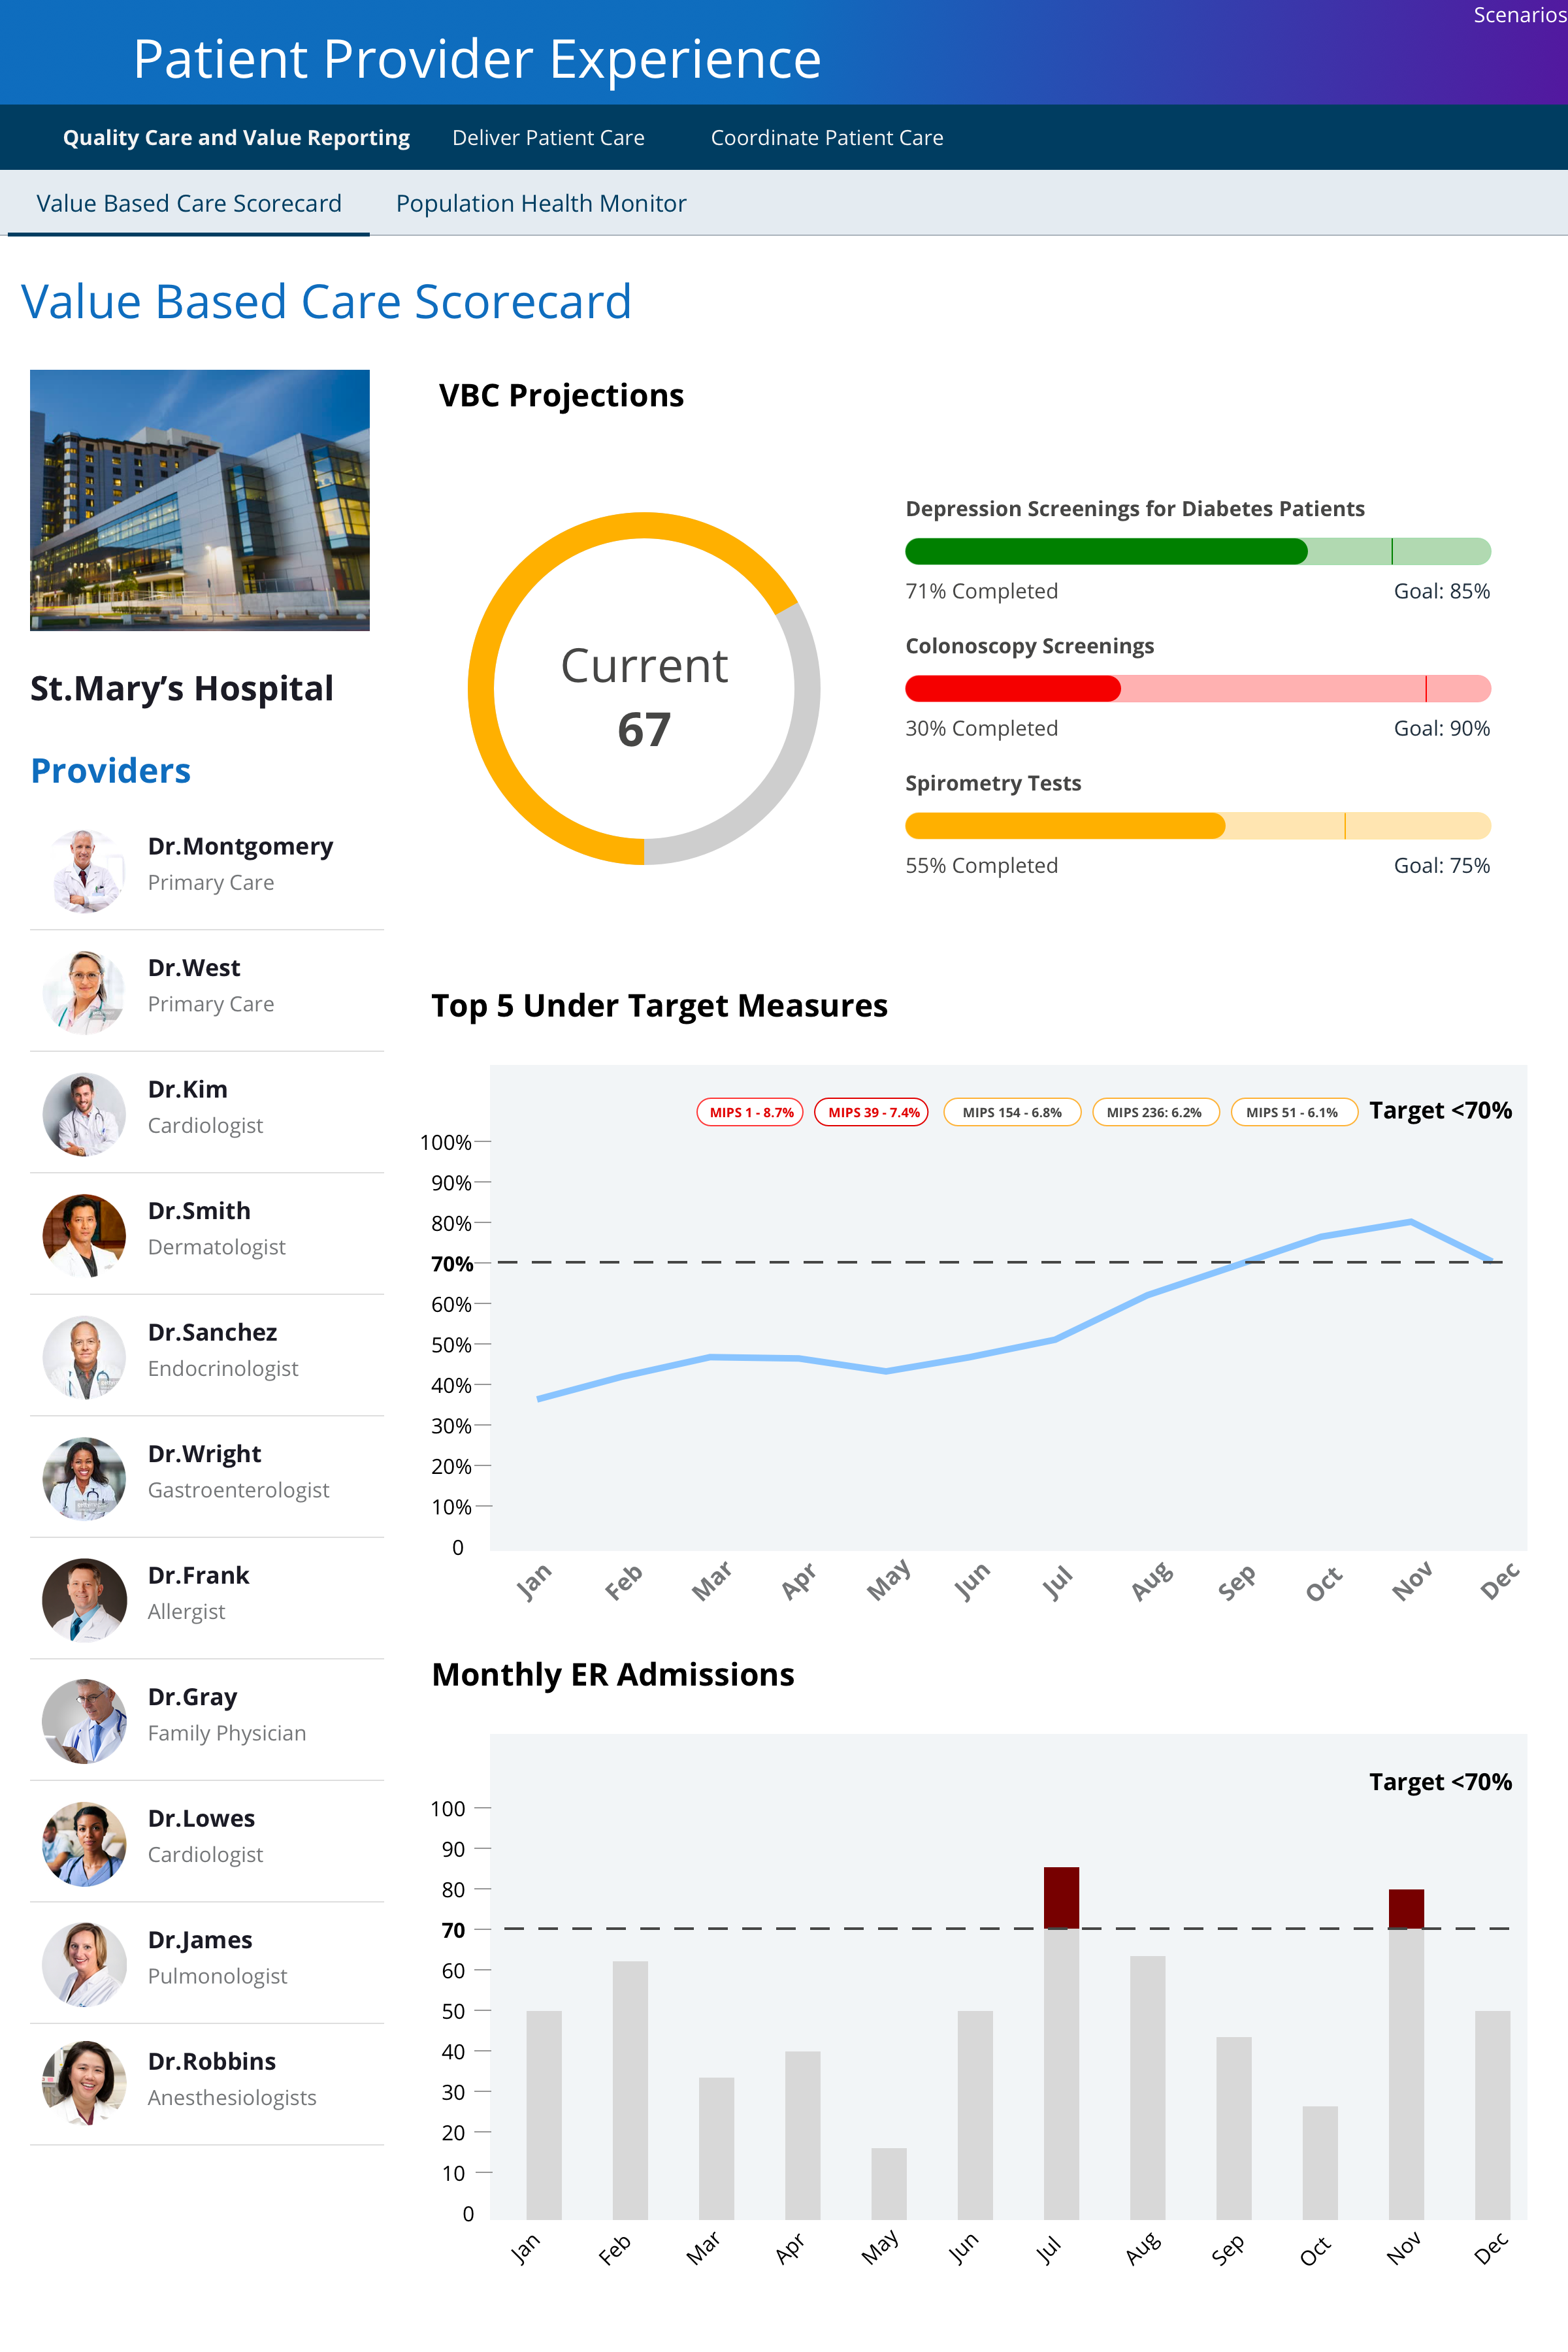 Scenarios
Patient Provider Experience
Quality Care and Value Reporting
Deliver Patient Care
Coordinate Patient Care
Value Based Care Scorecard
Population Health Monitor
Value Based Care Scorecard
St.Mary’s Hospital
Providers
Dr.Montgomery
Primary Care
Dr.West
Primary Care
Dr.Kim
Cardiologist
Dr.Smith
Dermatologist
Dr.Sanchez
Endocrinologist
Dr.Wright
Gastroenterologist
Dr.Frank
Allergist
Dr.Gray
Family Physician
Dr.Lowes
Cardiologist
Dr.James
Pulmonologist
Dr.Robbins
Anesthesiologists
VBC Projections
Current
67
Depression Screenings for Diabetes Patients
71% Completed
Goal: 85%
Colonoscopy Screenings
30% Completed
Goal: 90%
Spirometry Tests
55% Completed
Goal: 75%
Top 5 Under Target Measures
MIPS 1 - 8.7%
MIPS 39 - 7.4%
MIPS 154 - 6.8%
MIPS 236: 6.2%
MIPS 51 - 6.1%
Target <70%
100%
90%
80%
70%
60%
50%
40%
30%
20%
10%
0
Jan
Feb
Mar
Apr
May
Jun
Jul
Aug
Sep
Oct
Nov
Dec
Monthly ER Admissions
Target <70%
100
90
80
70
60
50
40
30
20
10
0
Jan
Feb
Mar
Apr
May
Jun
Jul
Aug
Sep
Oct
Nov
Dec